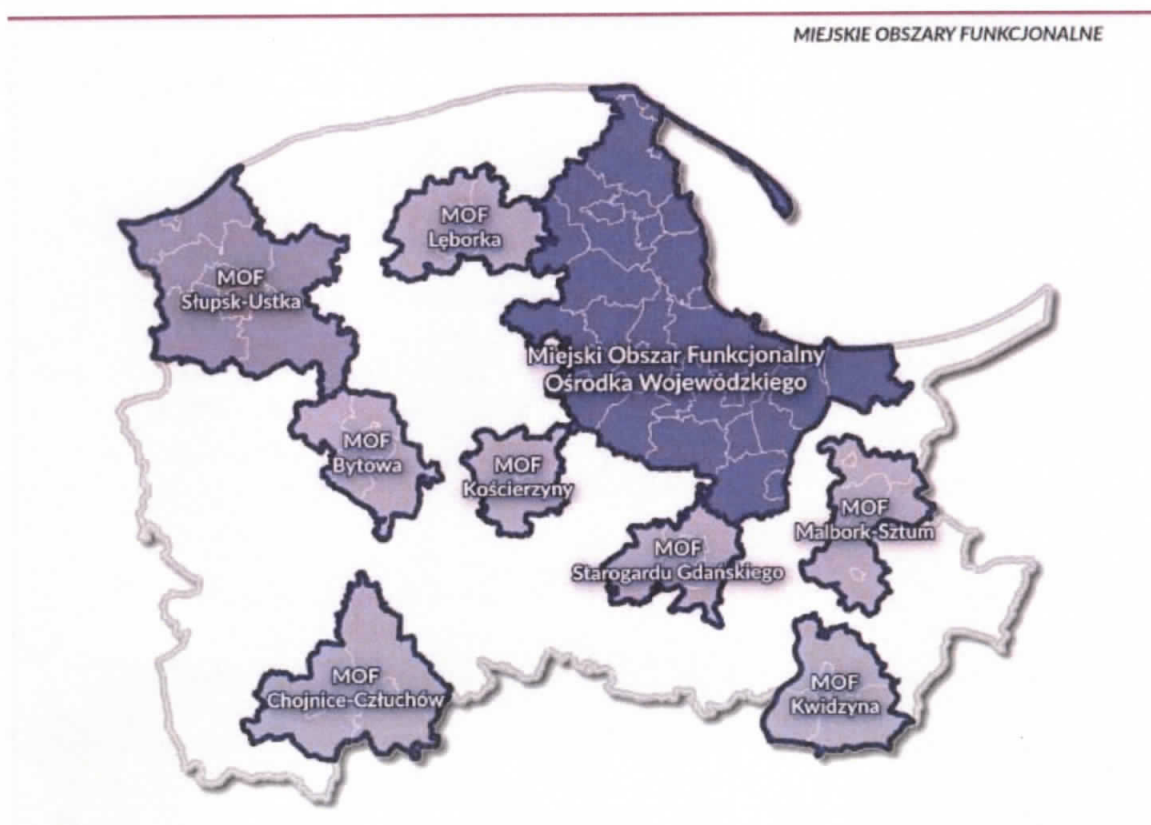 MIEJSKIE OBSZARY FUNKCJONALNE
MOF
Lęborka
MOF
Słupsk-Ustka
Miejski Obszar Funkcjonalny
Ośrodka Wojewódzkiego
MOF
Bytowa
MOF
Kościerzyny
MOF
Malbork-Sztum
MOF
Starogardu Gdańskiego
MOF
Chojnice-Człuchów
MOF
Kwidzyna